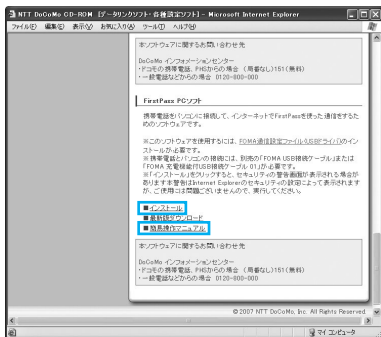 NTT DoCoMo CD-ROM [データリンクソフト・各種設定ソフト] - Microsoft Internet Explorer
ファイル(F) 編集(E) 表示(V) お気に入り(A) ツール(T) ヘルプ(H)
本ソフトウェアに関するお問い合わせ先
DoCoMo インフォメーションセンター
・ドコモの携帯電話、PHSからの場合 (局番なし)151(無料)
・一般電話などからの場合 0120-800-000
FirstPass PCソフト
携帯電話をパソコンに接続して、インターネットでFirstPassを使った通信をするた
めのソフトウェアです。
※このソフトウェアを使用するには、FOMA通信設定ファイル(USBドライバ)のイン
ストールが必要です。
※携帯電話とパソコンの接続には、別売の「FOMA USB接続ケーブル」または
「FOMA 充電機能付USB接続ケーブル 01」が必要です。
※「インストール」をクリックすると、セキュリティの警告画面が表示される場合が
あります本警告はInternet Explorerのセキュリティの設定によって表示されます
が、ご使用には問題ございませんので、実行してください。
■インストール
■最新版ダウンロード
■簡易操作マニュアル
本ソフトウェアに関するお問い合わせ先
DoCoMo インフォメーションセンター
・ドコモの携帯電話、PHSからの場合 (局番なし)151(無料)
・一般電話などからの場合 0120-800-000
© 2007 NTT DoCoMo, Inc. All Rights Reserved.
マイ コンピュータ